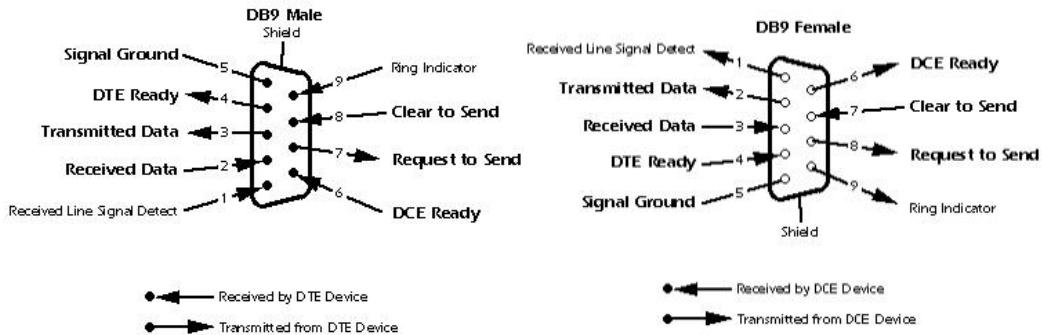 DB9 Male
Shield
Signal Ground
5
9
Ring Indicator
DTE Ready
4
8
Clear to Send
Transmitted Data
3
7
Request to Send
Received Data
2
6
DCE Ready
Received Line Signal Detect
1
Received by DTE Device
Transmitted from DTE Device
DB9 Female
Received Line Signal Detect
1
6
DCE Ready
Transmitted Data
2
7
Clear to Send
Received Data
3
8
Request to Send
DTE Ready
4
9
Ring Indicator
Signal Ground
5
Shield
Received by DCE Device
Transmitted from DCE Device